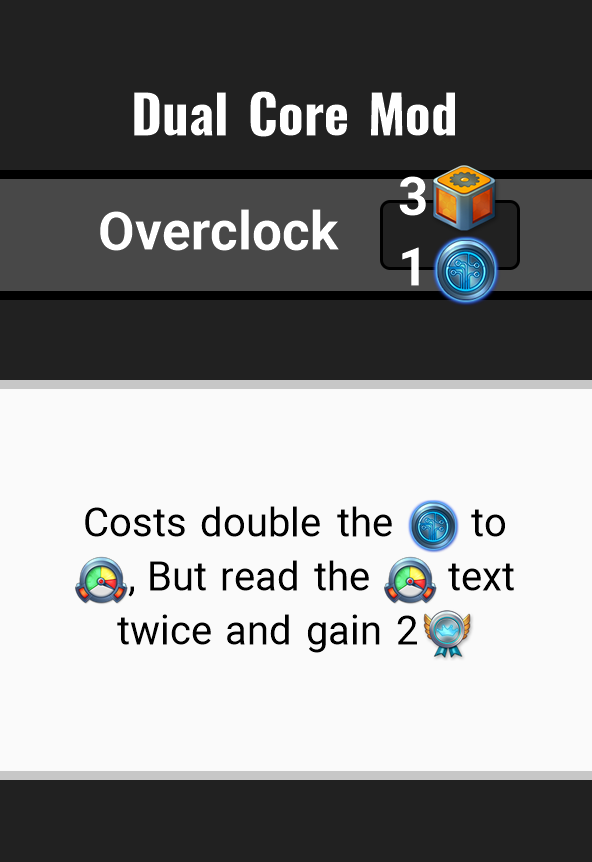 Dual Core Mod
3
Overclock
1
Costs double the to
, But read the text
twice and gain 2